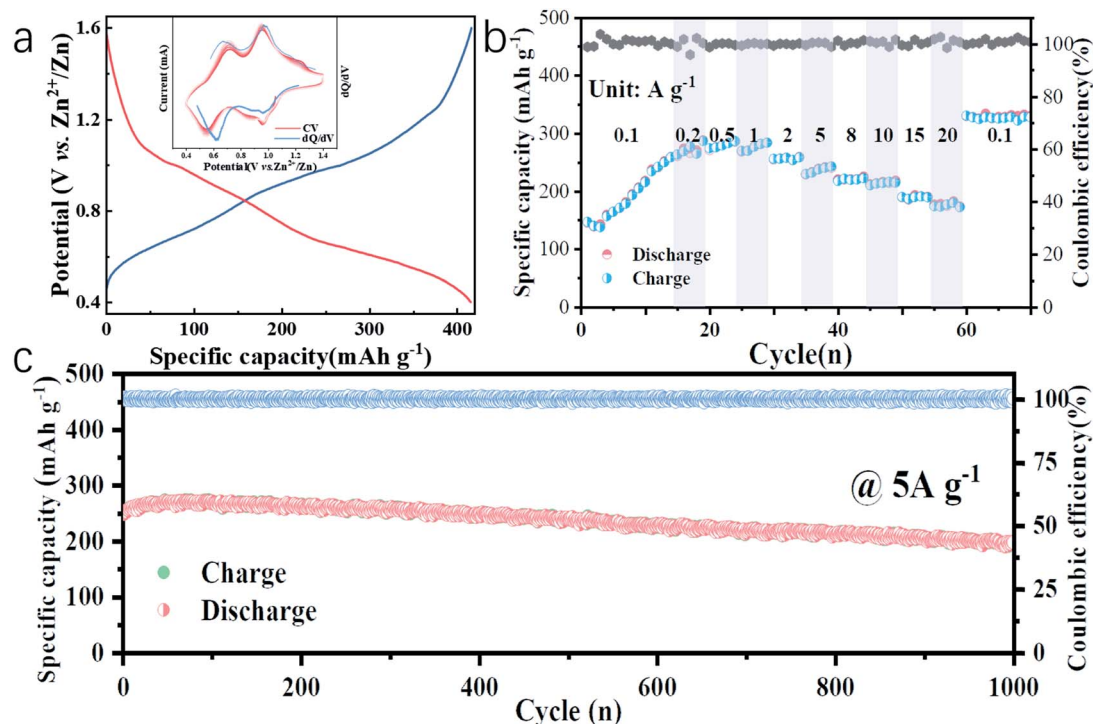 a
Potential (V vs. Zn²⁺/Zn)
1.6
1.2
0.8
0.4
0
100
200
300
400
Specific capacity(mAh g⁻¹)
Current (mA)
dQ/dV
CV
dQ/dV
0.4
0.6
0.8
1.0
1.2
1.4
Potential(V vs.Zn²⁺/Zn)
b
Specific capacity (mAh g⁻¹)
500
450
400
350
300
250
200
150
100
50
0
Unit: A g⁻¹
0.1 0.2 0.5 1 2 5 8 10 15 20 0.1
Discharge
Charge
0
20
40
60
Cycle(n)
100
80
60
40
20
0
Coulombic efficiency(%)
c
Specific capacity (mAh g⁻¹)
500
400
300
200
100
0
@ 5A g⁻¹
Charge
Discharge
0
200
400
600
800
1000
Cycle (n)
100
75
50
25
0
Coulombic efficiency(%)